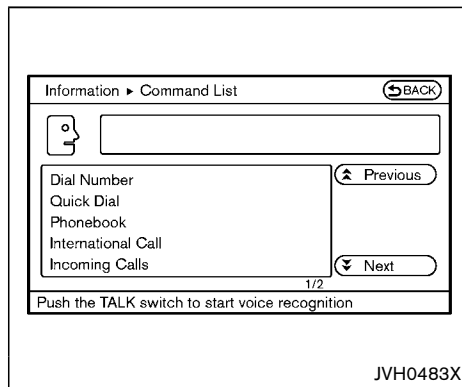 Information ▸ Command List
BACK
Previous
Dial Number
Quick Dial
Phonebook
International Call
Incoming Calls
Next
1/2
Push the TALK switch to start voice recognition
JVH0483X